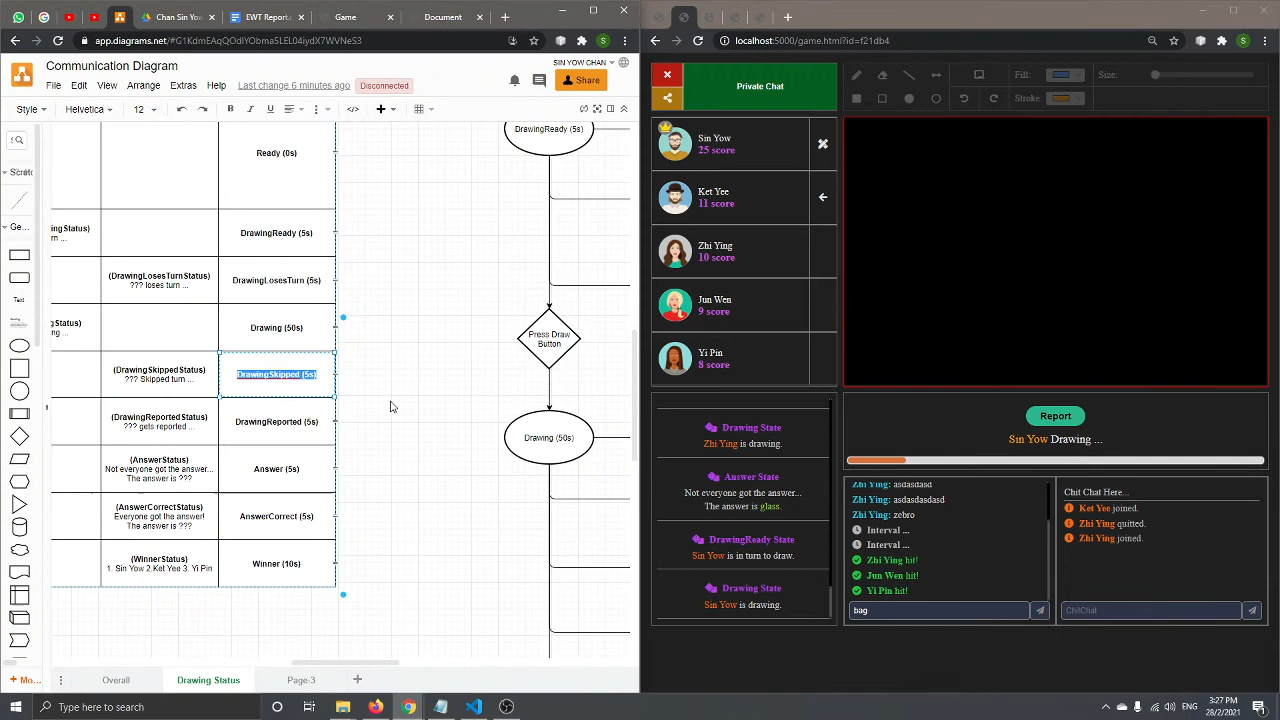 Chan Sin Yow
EWT Report
Game
Document
app.diagrams.net/#G1KdmEAqQOdlYObma5LEL04iydX7WVNeS3
S
Communication Diagram
SIN YOW CHAN
File Edit View Arrange Extras Help Last change 6 minutes ago Disconnected
Share
Style Helvetica 12 B I U
Scratc
Ge...
Text
Ready (0s)
ingStatus)
rn ...
DrawingReady (5s)
(DrawingLosesTurnStatus)
??? loses turn ...
DrawingLosesTurn (5s)
gStatus)
ng ...
Drawing (50s)
(DrawingSkippedStatus)
??? Skipped turn ...
DrawingSkipped (5s)
(DrawingReportedStatus)
??? gets reported ...
DrawingReported (5s)
(AnswerStatus)
Not everyone got the answer...
The answer is ???
Answer (5s)
(AnswerCorrectStatus)
Everyone got the answer!
The answer is ???
AnswerCorrect (5s)
(WinnerStatus)
1. Sin Yow 2.Ket Yee 3. Yi Pin
Winner (10s)
DrawingReady (5s)
Press Draw
Button
Drawing (50s)
+ Mo...
Overall
Drawing Status
Page-3
localhost:5000/game.html?id=f21db4
S
Private Chat
Fill:
Size:
Stroke:
Sin Yow
25 score
Ket Yee
11 score
Zhi Ying
10 score
Jun Wen
9 score
Yi Pin
8 score
Drawing State
Zhi Ying is drawing.
Answer State
Not everyone got the answer...
The answer is glass.
DrawingReady State
Sin Yow is in turn to draw.
Drawing State
Sin Yow is drawing.
Report
Sin Yow Drawing ...
Zhi Ying: asdasdasd
Zhi Ying: asdasdasdasd
Zhi Ying: zebro
Interval ...
Interval ...
Zhi Ying hit!
Jun Wen hit!
Yi Pin hit!
bag
Chit Chat Here...
Ket Yee joined.
Zhi Ying quitted.
Zhi Ying joined.
ChitChat
Type here to search
ENG
3:27 PM
28/2/2021